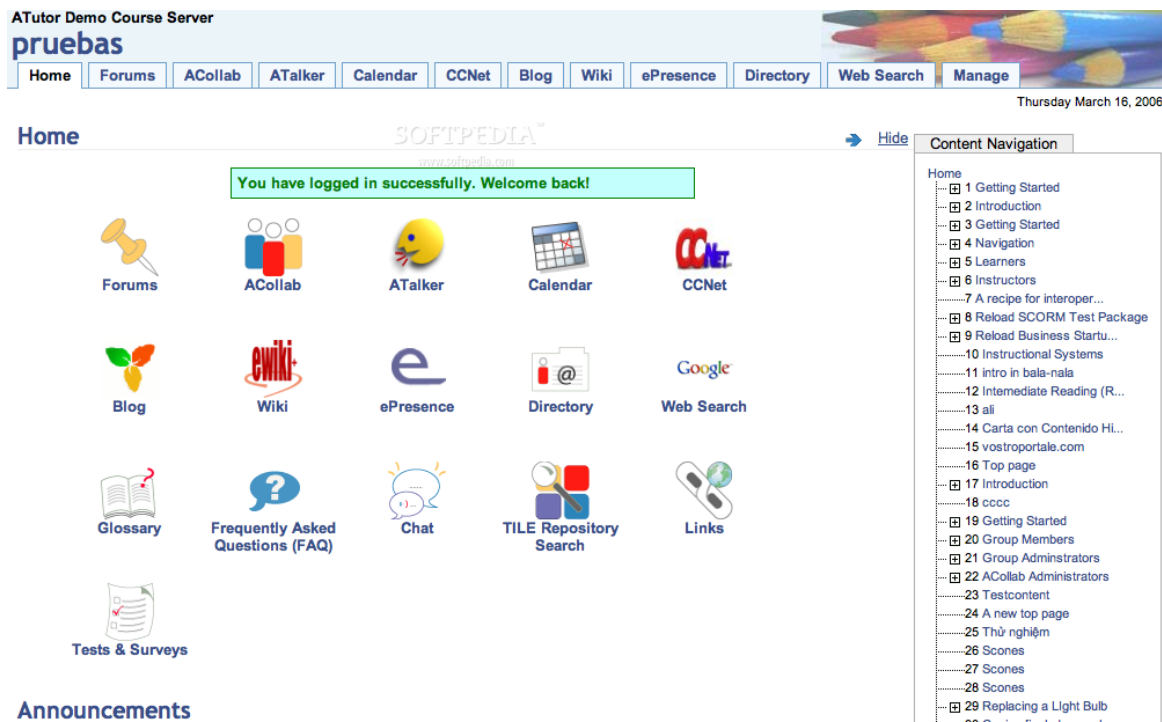 ATutor Demo Course Server
pruebas
Home Forums ACollab ATalker Calendar CCNet Blog Wiki ePresence Directory Web Search Manage
Thursday March 16, 2006
Home
SOFTPEDIA™
www.softpedia.com
Hide
You have logged in successfully. Welcome back!
Forums ACollab ATalker Calendar CCNet
CCNet
ewiki+
e
@
Google
Blog Wiki ePresence Directory Web Search
?
?
Glossary Frequently Asked Questions (FAQ) Chat TILE Repository Search Links
Tests & Surveys
Announcements
Content Navigation
Home
1 Getting Started
2 Introduction
3 Getting Started
4 Navigation
5 Learners
6 Instructors
7 A recipe for interoper...
8 Reload SCORM Test Package
9 Reload Business Startu...
10 Instructional Systems
11 intro in bala-nala
12 Intemediate Reading (R...
13 ali
14 Carta con Contenido Hi...
15 vostroportale.com
16 Top page
17 Introduction
18 cccc
19 Getting Started
20 Group Members
21 Group Adminstrators
22 ACollab Adminstrators
23 Testcontent
24 A new top page
25 Thử nghiệm
26 Scones
27 Scones
28 Scones
29 Replacing a LIght Bulb